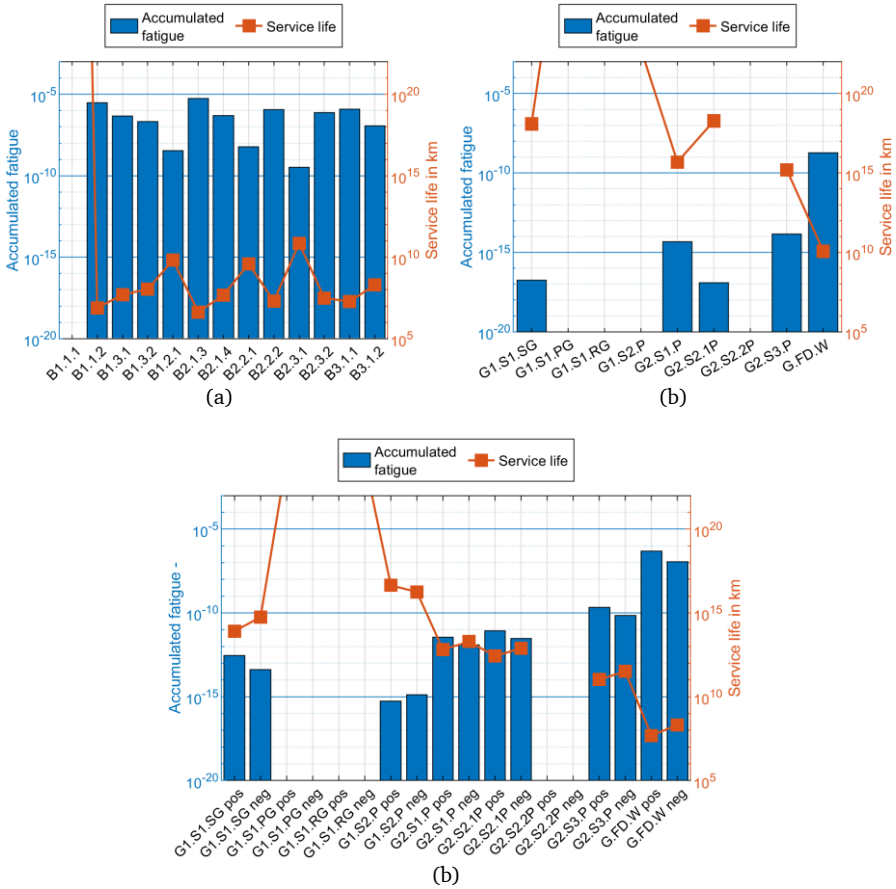 Accumulated
fatigue
Service life
Accumulated fatigue
10^-5
10^-10
10^-15
10^-20
10^20
10^15
10^10
10^5
Service life in km
B1.1.1
B1.1.2
B1.3.1
B1.3.2
B1.2.1
B2.1.3
B2.1.4
B2.2.1
B2.2.2
B2.3.1
B2.3.2
B3.1.1
B3.1.2
(a)
Accumulated
fatigue
Service life
Accumulated fatigue
10^-5
10^-10
10^-15
10^-20
10^20
10^15
10^10
10^5
Service life in km
G1.S1.SG
G1.S1.PG
G1.S1.RG
G1.S2.P
G2.S1.P
G2.S2.1P
G2.S2.2P
G2.S3.P
G.FD.W
(b)
Accumulated
fatigue
Service life
Accumulated fatigue -
10^-5
10^-10
10^-15
10^-20
10^20
10^15
10^10
10^5
Service life in km
G1.S1.SG pos
G1.S1.SG neg
G1.S1.PG pos
G1.S1.PG neg
G1.S1.RG pos
G1.S1.RG neg
G1.S2.P pos
G1.S2.P neg
G2.S1.P pos
G2.S1.P neg
G2.S2.1P pos
G2.S2.1P neg
G2.S2.2P pos
G2.S2.2P neg
G2.S3.P pos
G2.S3.P neg
G.FD.W pos
G.FD.W neg
(b)